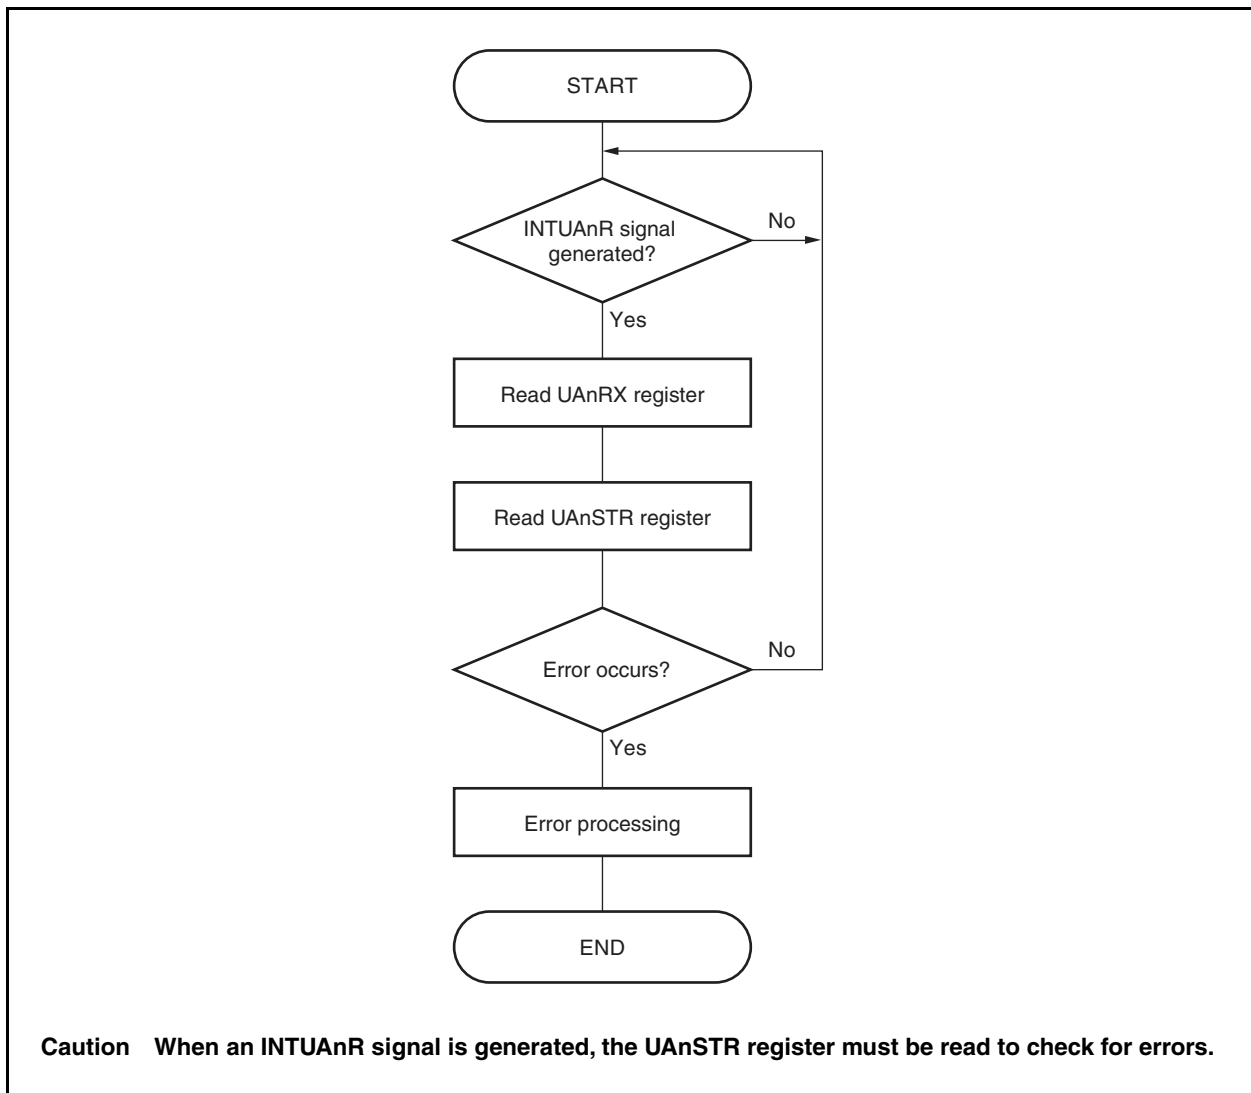 START
INTUAnR signal
generated?
No
Yes
Read UAnRX register
Read UAnSTR register
Error occurs?
No
Yes
Error processing
END
Caution When an INTUAnR signal is generated, the UAnSTR register must be read to check for errors.